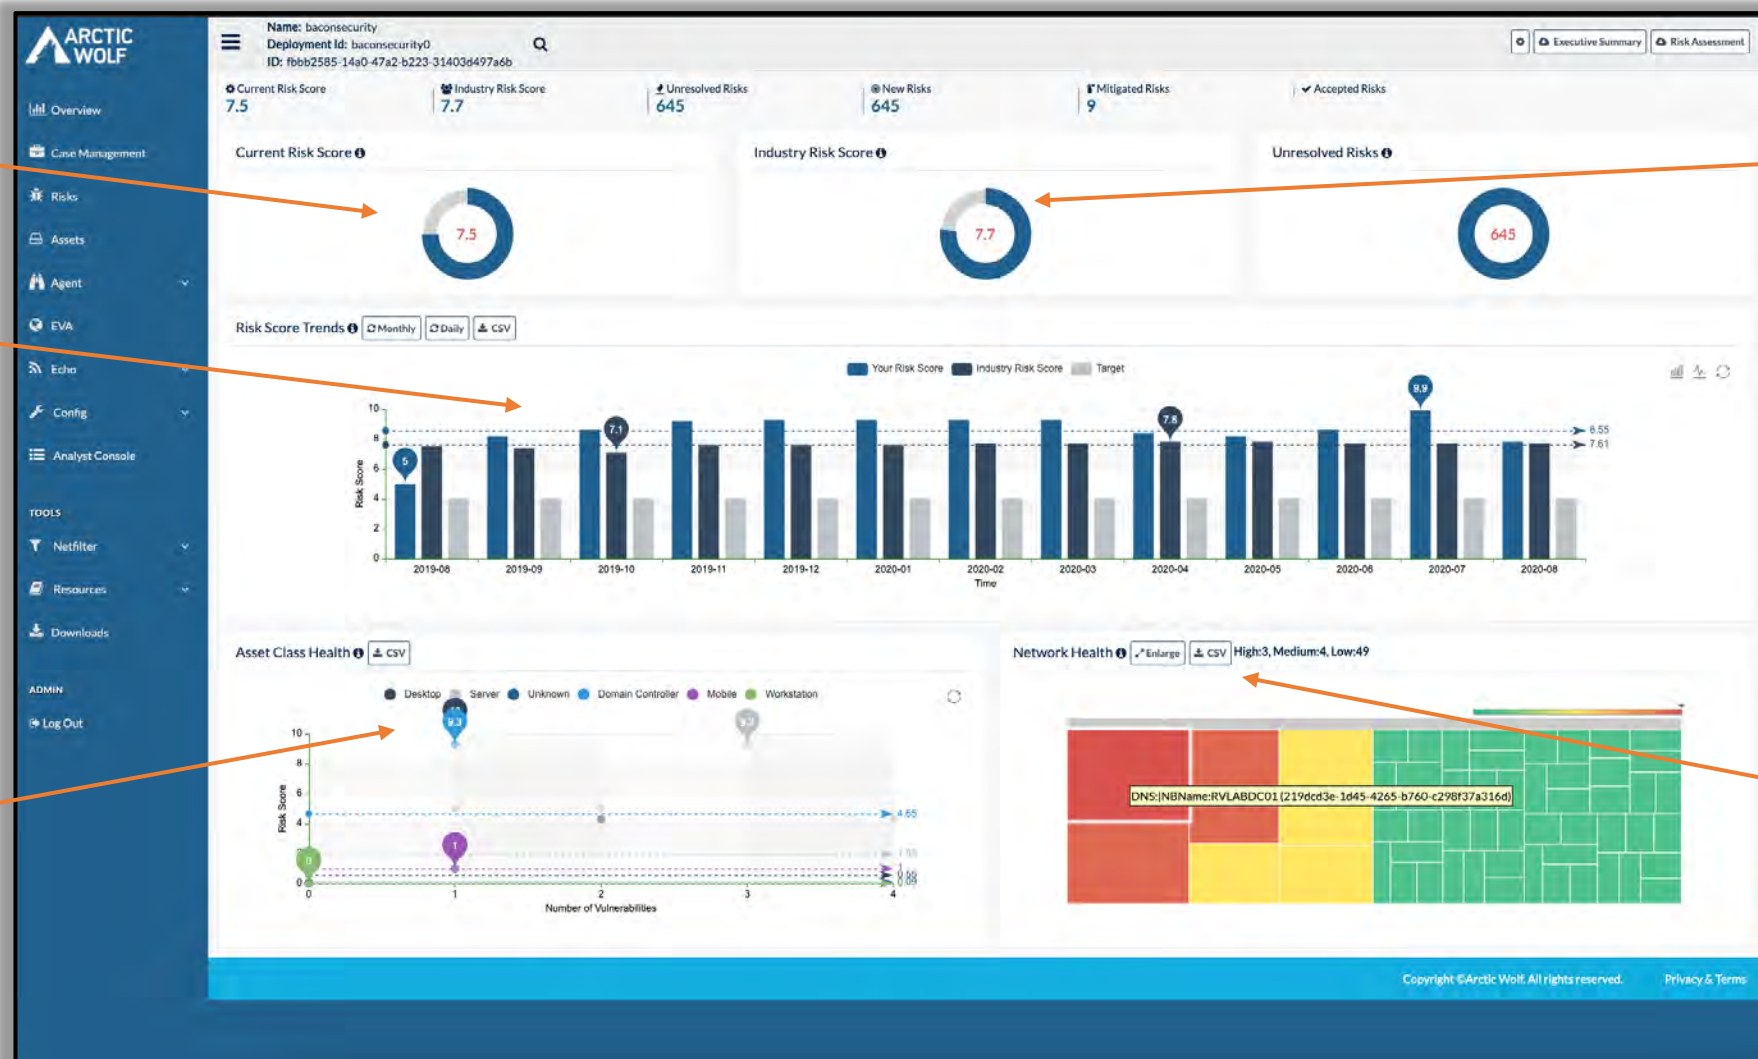 ARCTIC
WOLF
Overview
Case Management
Risks
Assets
Agent
EVA
Echo
Config
Analyst Console
TOOLS
Netfilter
Resources
Downloads
ADMIN
Log Out
Name: baconsecurity
Deployment Id: baconsecurity0
ID: fbbb2585-14a0-47a2-b223-31403d497a6b
Executive Summary
Risk Assessment
Current Risk Score
7.5
Industry Risk Score
7.7
Unresolved Risks
645
New Risks
645
Mitigated Risks
9
Accepted Risks
Current Risk Score
7.5
Industry Risk Score
7.7
Unresolved Risks
645
Risk Score Trends Monthly Daily CSV
Your Risk Score Industry Risk Score Target
Risk Score
10
8
6
4
2
0
5
7.1
7.8
9.9
8.55
7.61
2019-08 2019-09 2019-10 2019-11 2019-12 2020-01 2020-02 2020-03 2020-04 2020-05 2020-06 2020-07 2020-08
Time
Asset Class Health CSV
Desktop Server Unknown Domain Controller Mobile Workstation
Risk Score
10
8
6
4
0
9.3
1
0
4.65
1
0 1 2 3 4
Number of Vulnerabilities
Network Health Enlarge CSV High:3, Medium:4, Low:49
DNS:|NBName:RVLABDC01 (219dcd3e-1d45-4265-b760-c298f37a316d)
Copyright ©Arctic Wolf. All rights reserved.
Privacy & Terms